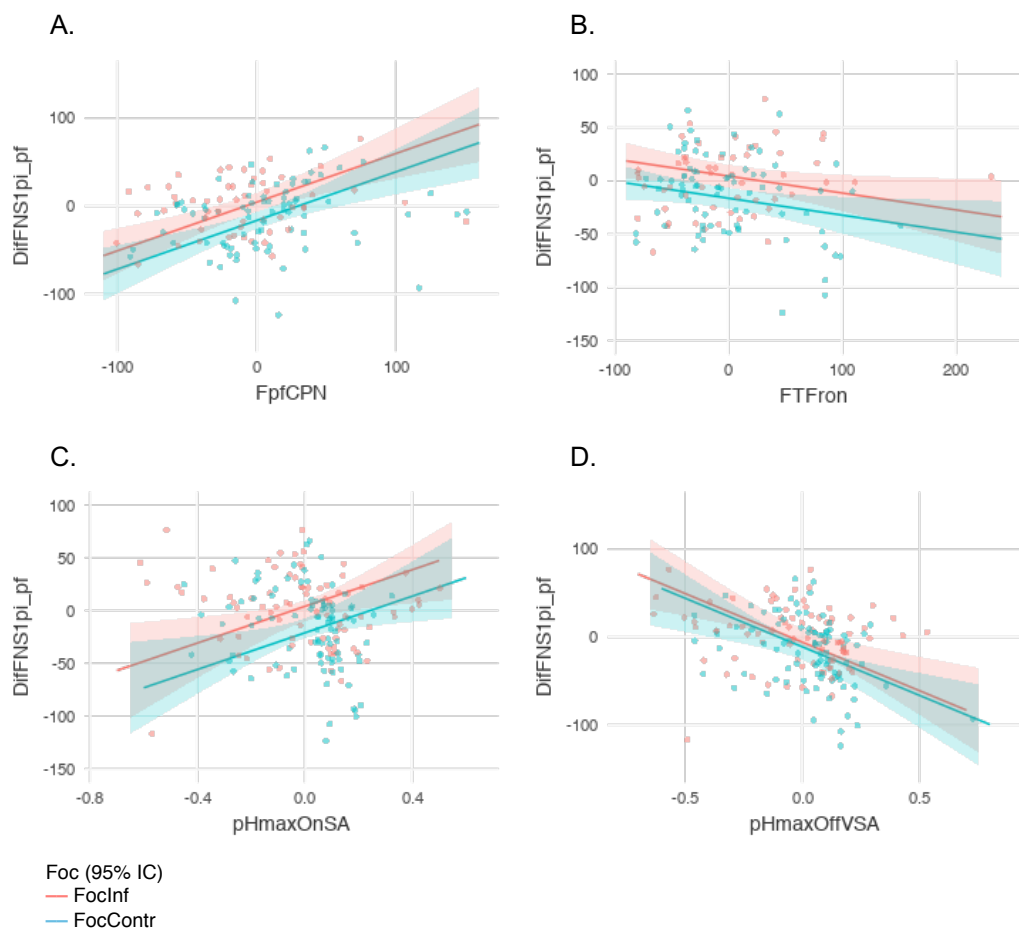 A.
B.
DifFNS1pi_pf
100
0
-100
-100
0
100
FpfCPN
DifFNS1pi_pf
100
50
0
-50
-100
-150
-100
0
100
200
FTFron
C.
D.
-0.8
-0.4
0.0
0.4
pHmaxOnSA
DifFNS1pi_pf
100
50
0
-50
-100
-150
DifFNS1pi_pf
100
0
-100
-0.5
0.0
0.5
pHmaxOffVSA
Foc (95% IC)
FocInf
FocContr